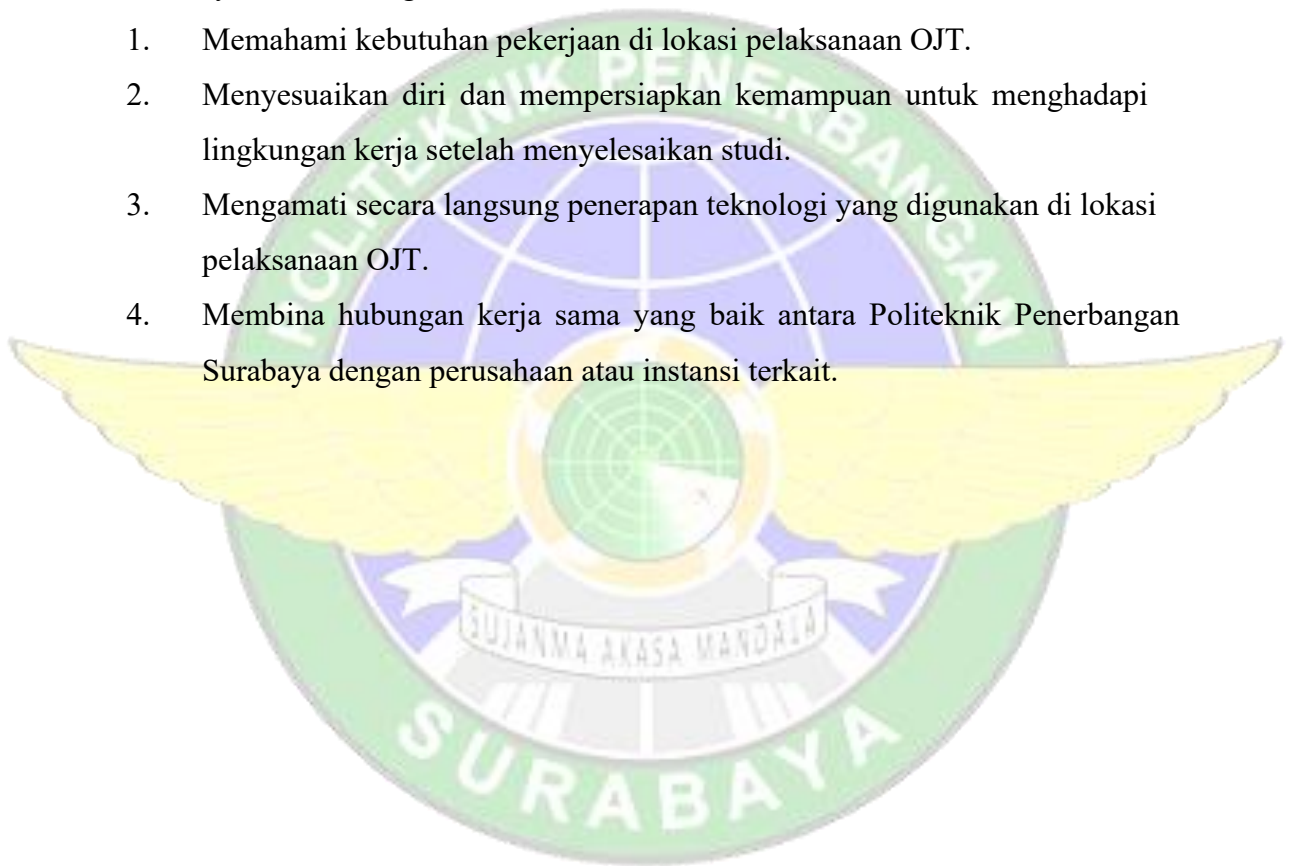 1. Memahami kebutuhan pekerjaan di lokasi pelaksanaan OJT.
2. Menyesuaikan diri dan mempersiapkan kemampuan untuk menghadapi
lingkungan kerja setelah menyelesaikan studi.
3. Mengamati secara langsung penerapan teknologi yang digunakan di lokasi
pelaksanaan OJT.
4. Membina hubungan kerja sama yang baik antara Politeknik Penerbangan
Surabaya dengan perusahaan atau instansi terkait.
POLITEKNIK PENERBANGAN
SUJANMA AKASA MANDALA
SURABAYA